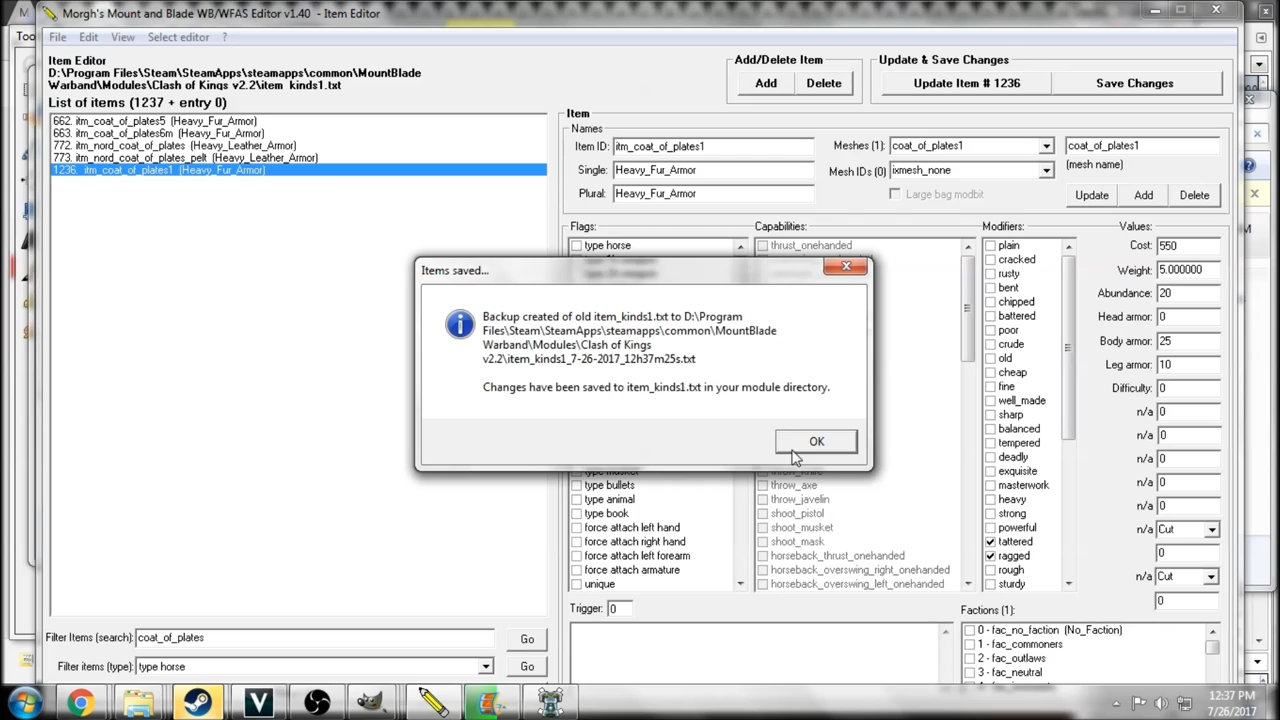 Morgh's Mount and Blade WB/WFAS Editor v1.40 - Item Editor
File Edit View Select editor ?
Item Editor
D:\Program Files\Steam\SteamApps\steamapps\common\MountBlade
Warband\Modules\Clash of Kings v2.2\item_kinds1.txt
List of items (1237 + entry 0)
662. itm_coat_of_plates5 (Heavy_Fur_Armor)
663. itm_coat_of_plates6m (Heavy_Fur_Armor)
772. itm_nord_coat_of_plates (Heavy_Leather_Armor)
773. itm_nord_coat_of_plates_pelt (Heavy_Leather_Armor)
1236. itm_coat_of_plates1 (Heavy_Fur_Armor)
Filter Items (search): coat_of_plates Go
Filter items (type): type horse Go
Add/Delete Item
Add Delete
Update & Save Changes
Update Item # 1236 Save Changes
Item
Names
Item ID: itm_coat_of_plates1
Single: Heavy_Fur_Armor
Plural: Heavy_Fur_Armor
Meshes (1): coat_of_plates1 coat_of_plates1
Mesh IDs (0) ixmesh_none (mesh name)
Large bag modbit
Update Add Delete
Flags:
type horse
type bullets
type animal
type book
force attach left hand
force attach right hand
force attach left forearm
force attach armature
unique
Capabilities:
thrust_onehanded
throw_axe
throw_javelin
shoot_pistol
shoot_musket
shoot_mask
horseback_thrust_onehanded
horseback_overswing_right_onehanded
horseback_overswing_left_onehanded
Modifiers:
plain
cracked
rusty
bent
chipped
battered
poor
crude
old
cheap
fine
well_made
sharp
balanced
tempered
deadly
exquisite
masterwork
heavy
strong
powerful
tattered
ragged
rough
sturdy
Values:
Cost: 550
Weight: 5.000000
Abundance: 20
Head armor: 0
Body armor: 25
Leg armor: 10
Difficulty: 0
n/a 0
n/a 0
n/a 0
n/a 0
n/a 0
n/a Cut
0
n/a Cut
0
Trigger: 0
Factions (1):
0 - fac_no_faction (No_Faction)
1 - fac_commoners
2 - fac_outlaws
3 - fac_neutral
Items saved...
Backup created of old item_kinds1.txt to D:\Program
Files\Steam\SteamApps\steamapps\common\MountBlade
Warband\Modules\Clash of Kings
v2.2\item_kinds1_7-26-2017_12h37m25s.txt
Changes have been saved to item_kinds1.txt in your module directory.
OK
12:37 PM
7/26/2017